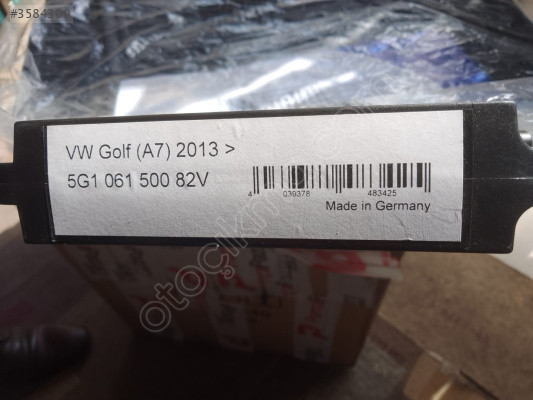 VW Golf (A7) 2013 >
5G1 061 500 82V
4 030378 483425
Made in Germany